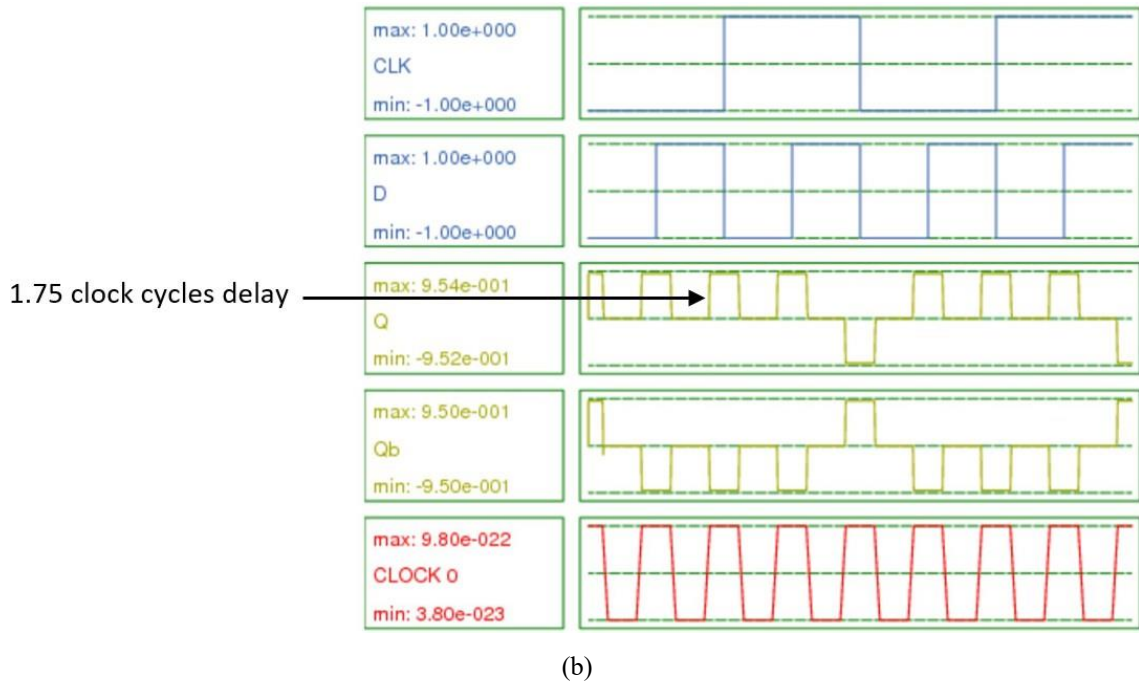 max: 1.00e+000
CLK
min: -1.00e+000
max: 1.00e+000
D
min: -1.00e+000
1.75 clock cycles delay
max: 9.54e-001
Q
min: -9.52e-001
max: 9.50e-001
Qb
min: -9.50e-001
max: 9.80e-022
CLOCK 0
min: 3.80e-023
(b)